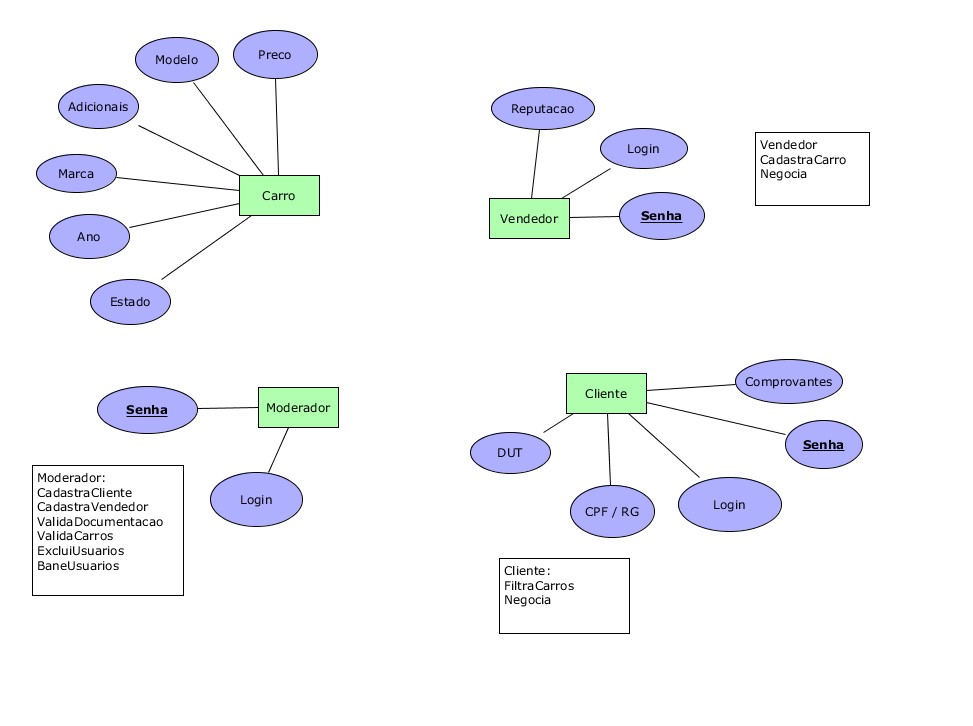 Preco
Modelo
Adicionais
Marca
Carro
Ano
Estado
Reputacao
Login
Senha
Vendedor
Vendedor
CadastraCarro
Negocia
Senha
Moderador
Login
Moderador:
CadastraCliente
CadastraVendedor
ValidaDocumentacao
ValidaCarros
ExcluiUsuarios
BaneUsuarios
Cliente
Comprovantes
Senha
DUT
CPF / RG
Login
Cliente:
FiltraCarros
Negocia